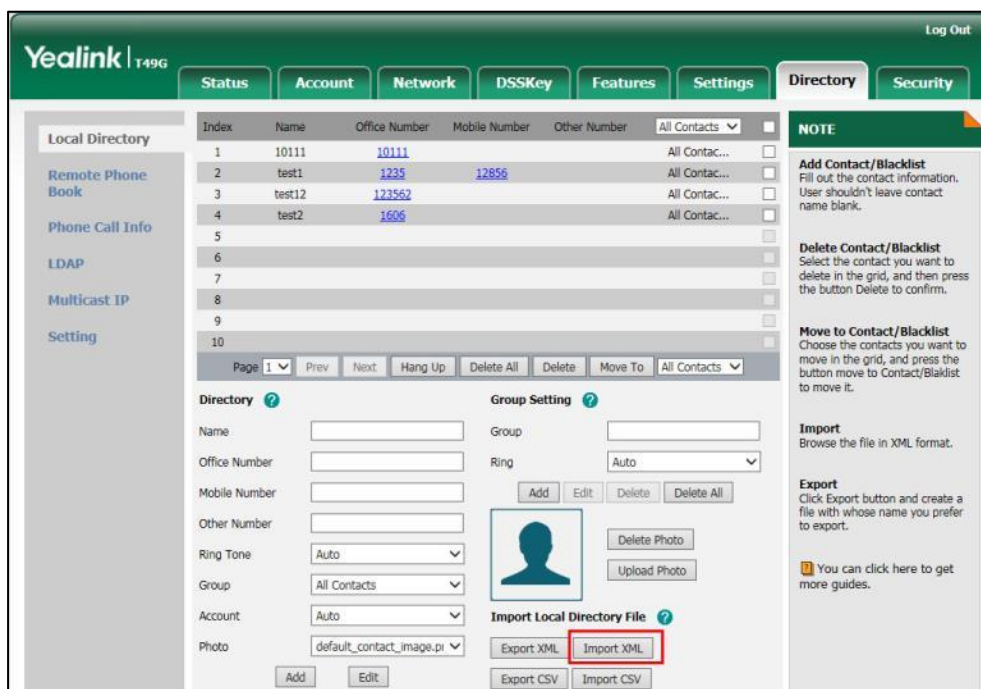 Log Out
Yealink T49G
Status Account Network DSSKey Features Settings Directory Security
Local Directory
Remote Phone
Book
Phone Call Info
LDAP
Multicast IP
Setting
Index Name Office Number Mobile Number Other Number All Contacts
1 10111 10111 All Contac...
2 test1 1235 12856 All Contac...
3 test12 123562 All Contac...
4 test2 1606 All Contac...
5
6
7
8
9
10
Page 1 Prev Next Hang Up Delete All Delete Move To All Contacts
Directory ?
Name
Office Number
Mobile Number
Other Number
Ring Tone Auto
Group All Contacts
Account Auto
Photo default_contact_image.pi
Add Edit
Group Setting ?
Group
Ring Auto
Add Edit Delete Delete All
Delete Photo
Upload Photo
Import Local Directory File ?
Export XML Import XML
Export CSV Import CSV
NOTE
Add Contact/Blacklist
Fill out the contact information.
User shouldn't leave contact
name blank.
Delete Contact/Blacklist
Select the contact you want to
delete in the grid, and then press
the button Delete to confirm.
Move to Contact/Blacklist
Choose the contacts you want to
move in the grid, and press the
button move to Contact/Blaklist
to move it.
Import
Browse the file in XML format.
Export
Click Export button and create a
file with whose name you prefer
to export.
? You can click here to get
more guides.